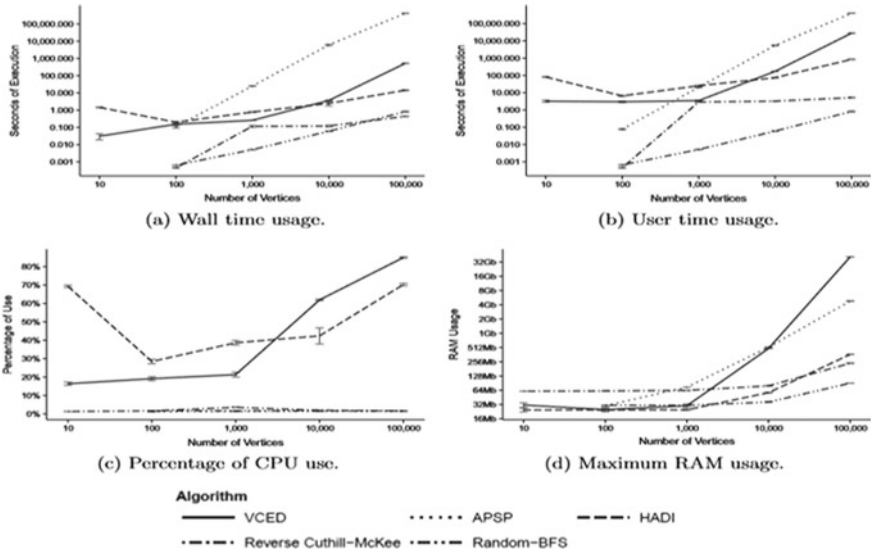 100,000.000
10,000.000
1,000.000
100.000
10.000
1.000
0.100
0.010
0.001
Seconds of Execution
10
100
1,000
10,000
100,000
Number of Vertices
(a) Wall time usage.
100,000.000
10,000.000
1,000.000
100.000
10.000
1.000
0.100
0.010
0.001
Seconds of Execution
10
100
1,000
10,000
100,000
Number of Vertices
(b) User time usage.
80%
70%
60%
50%
40%
30%
20%
10%
0%
Percentage of Use
10
100
1,000
10,000
100,000
Number of Vertices
(c) Percentage of CPU use.
32Gb
16Gb
8Gb
4Gb
2Gb
1Gb
512Mb
256Mb
128Mb
64Mb
32Mb
16Mb
RAM Usage
10
100
1,000
10,000
100,000
Number of Vertices
(d) Maximum RAM usage.
Algorithm
VCED
APSP
HADI
Reverse Cuthill-McKee
Random-BFS